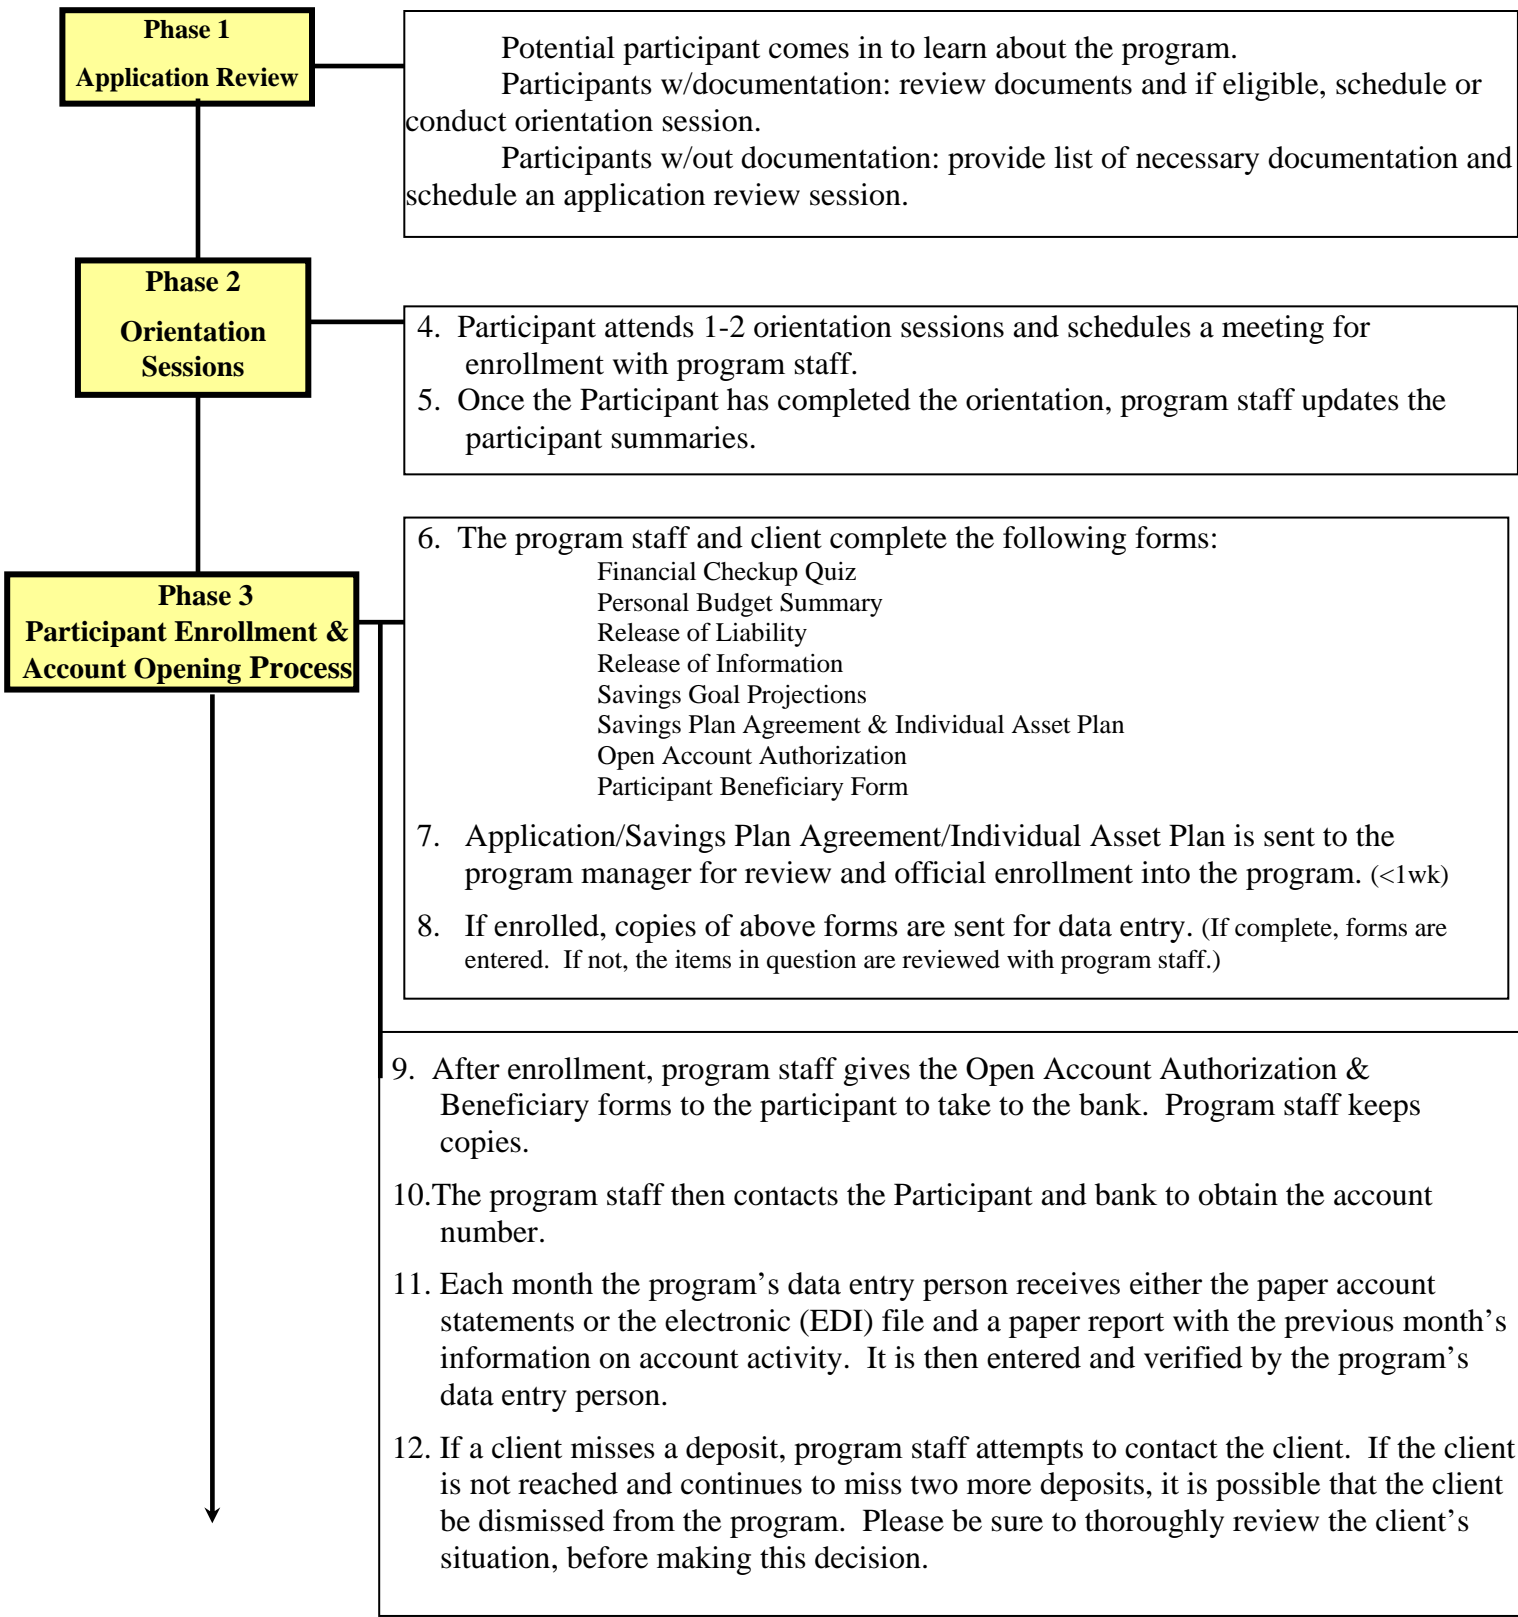 Phase 1
Application Review
Potential participant comes in to learn about the program.
Participants w/documentation: review documents and if eligible, schedule or
conduct orientation session.
Participants w/out documentation: provide list of necessary documentation and
schedule an application review session.
Phase 2
Orientation
Sessions
4. Participant attends 1-2 orientation sessions and schedules a meeting for
enrollment with program staff.
5. Once the Participant has completed the orientation, program staff updates the
participant summaries.
Phase 3
Participant Enrollment &
Account Opening Process
6. The program staff and client complete the following forms:
Financial Checkup Quiz
Personal Budget Summary
Release of Liability
Release of Information
Savings Goal Projections
Savings Plan Agreement & Individual Asset Plan
Open Account Authorization
Participant Beneficiary Form
7. Application/Savings Plan Agreement/Individual Asset Plan is sent to the
program manager for review and official enrollment into the program. (<1wk)
8. If enrolled, copies of above forms are sent for data entry. (If complete, forms are
entered. If not, the items in question are reviewed with program staff.)
9. After enrollment, program staff gives the Open Account Authorization &
Beneficiary forms to the participant to take to the bank. Program staff keeps
copies.
10.The program staff then contacts the Participant and bank to obtain the account
number.
11. Each month the program’s data entry person receives either the paper account
statements or the electronic (EDI) file and a paper report with the previous month’s
information on account activity. It is then entered and verified by the program’s
data entry person.
12. If a client misses a deposit, program staff attempts to contact the client. If the client
is not reached and continues to miss two more deposits, it is possible that the client
be dismissed from the program. Please be sure to thoroughly review the client’s
situation, before making this decision.